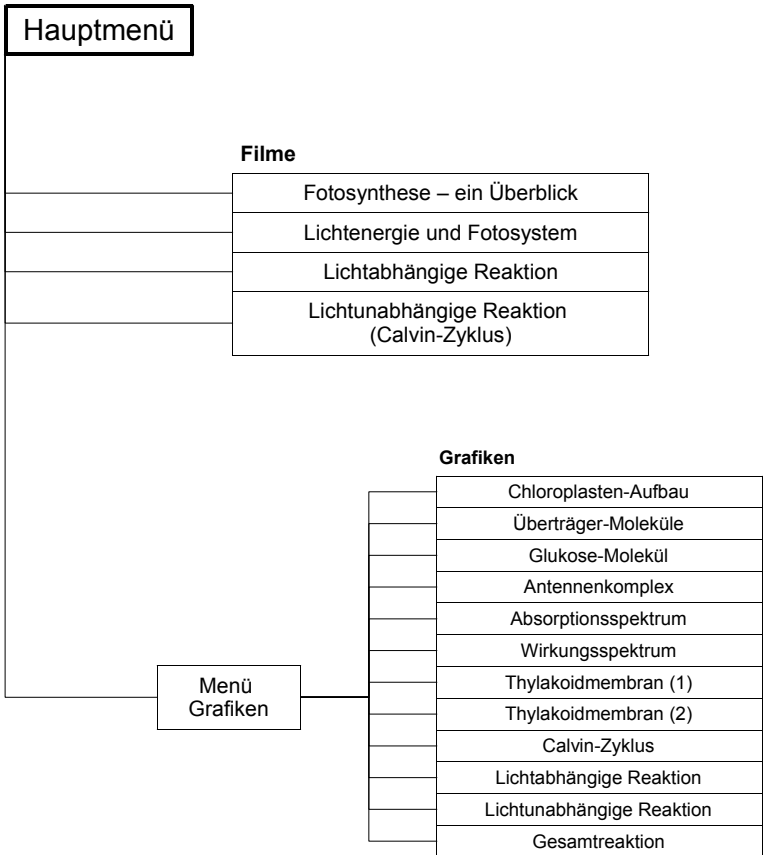 Hauptmenü
Filme
Fotosynthese – ein Überblick
Lichtenergie und Fotosystem
Lichtabhängige Reaktion
Lichtunabhängige Reaktion
(Calvin-Zyklus)
Grafiken
Chloroplasten-Aufbau
Überträger-Moleküle
Glukose-Molekül
Antennenkomplex
Absorptionsspektrum
Wirkungsspektrum
Menü
Grafiken
Thylakoidmembran (1)
Thylakoidmembran (2)
Calvin-Zyklus
Lichtabhängige Reaktion
Lichtunabhängige Reaktion
Gesamtreaktion